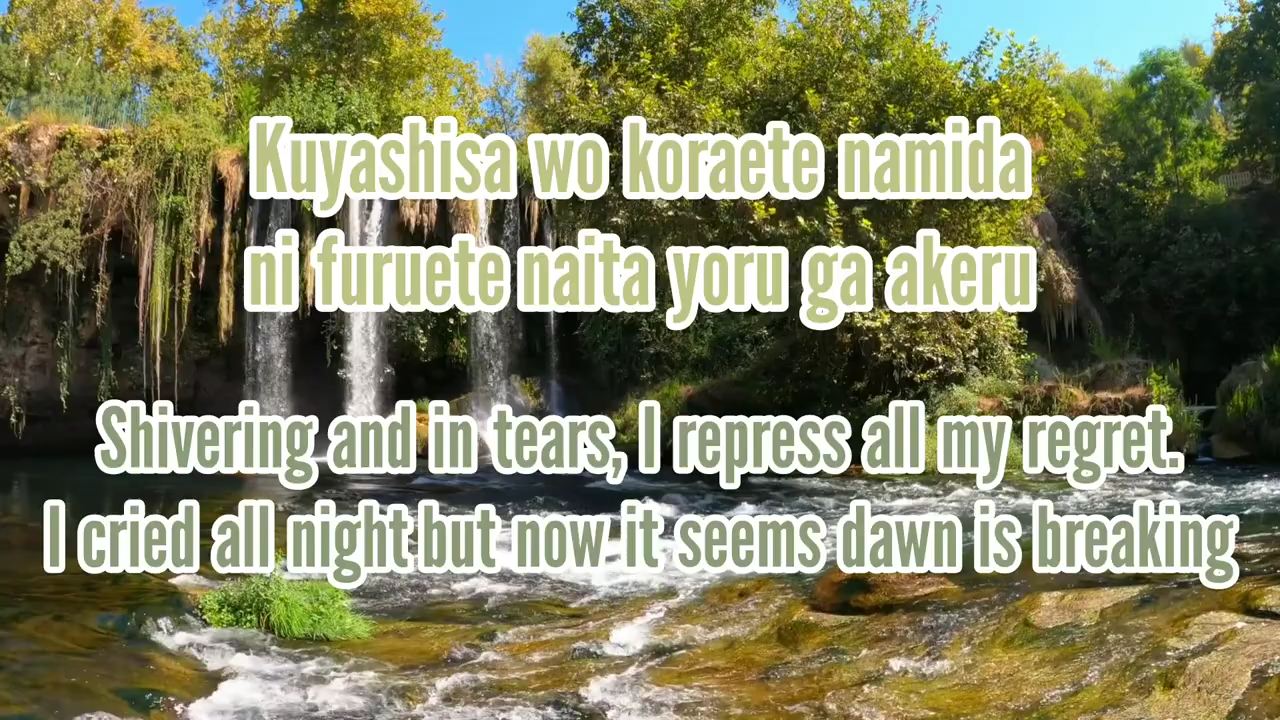 Kuyashisa wo koraete namida
ni furuete naita yoru ga akeru
Shivering and in tears, I repress all my regret.
I cried all night but now it seems dawn is breaking